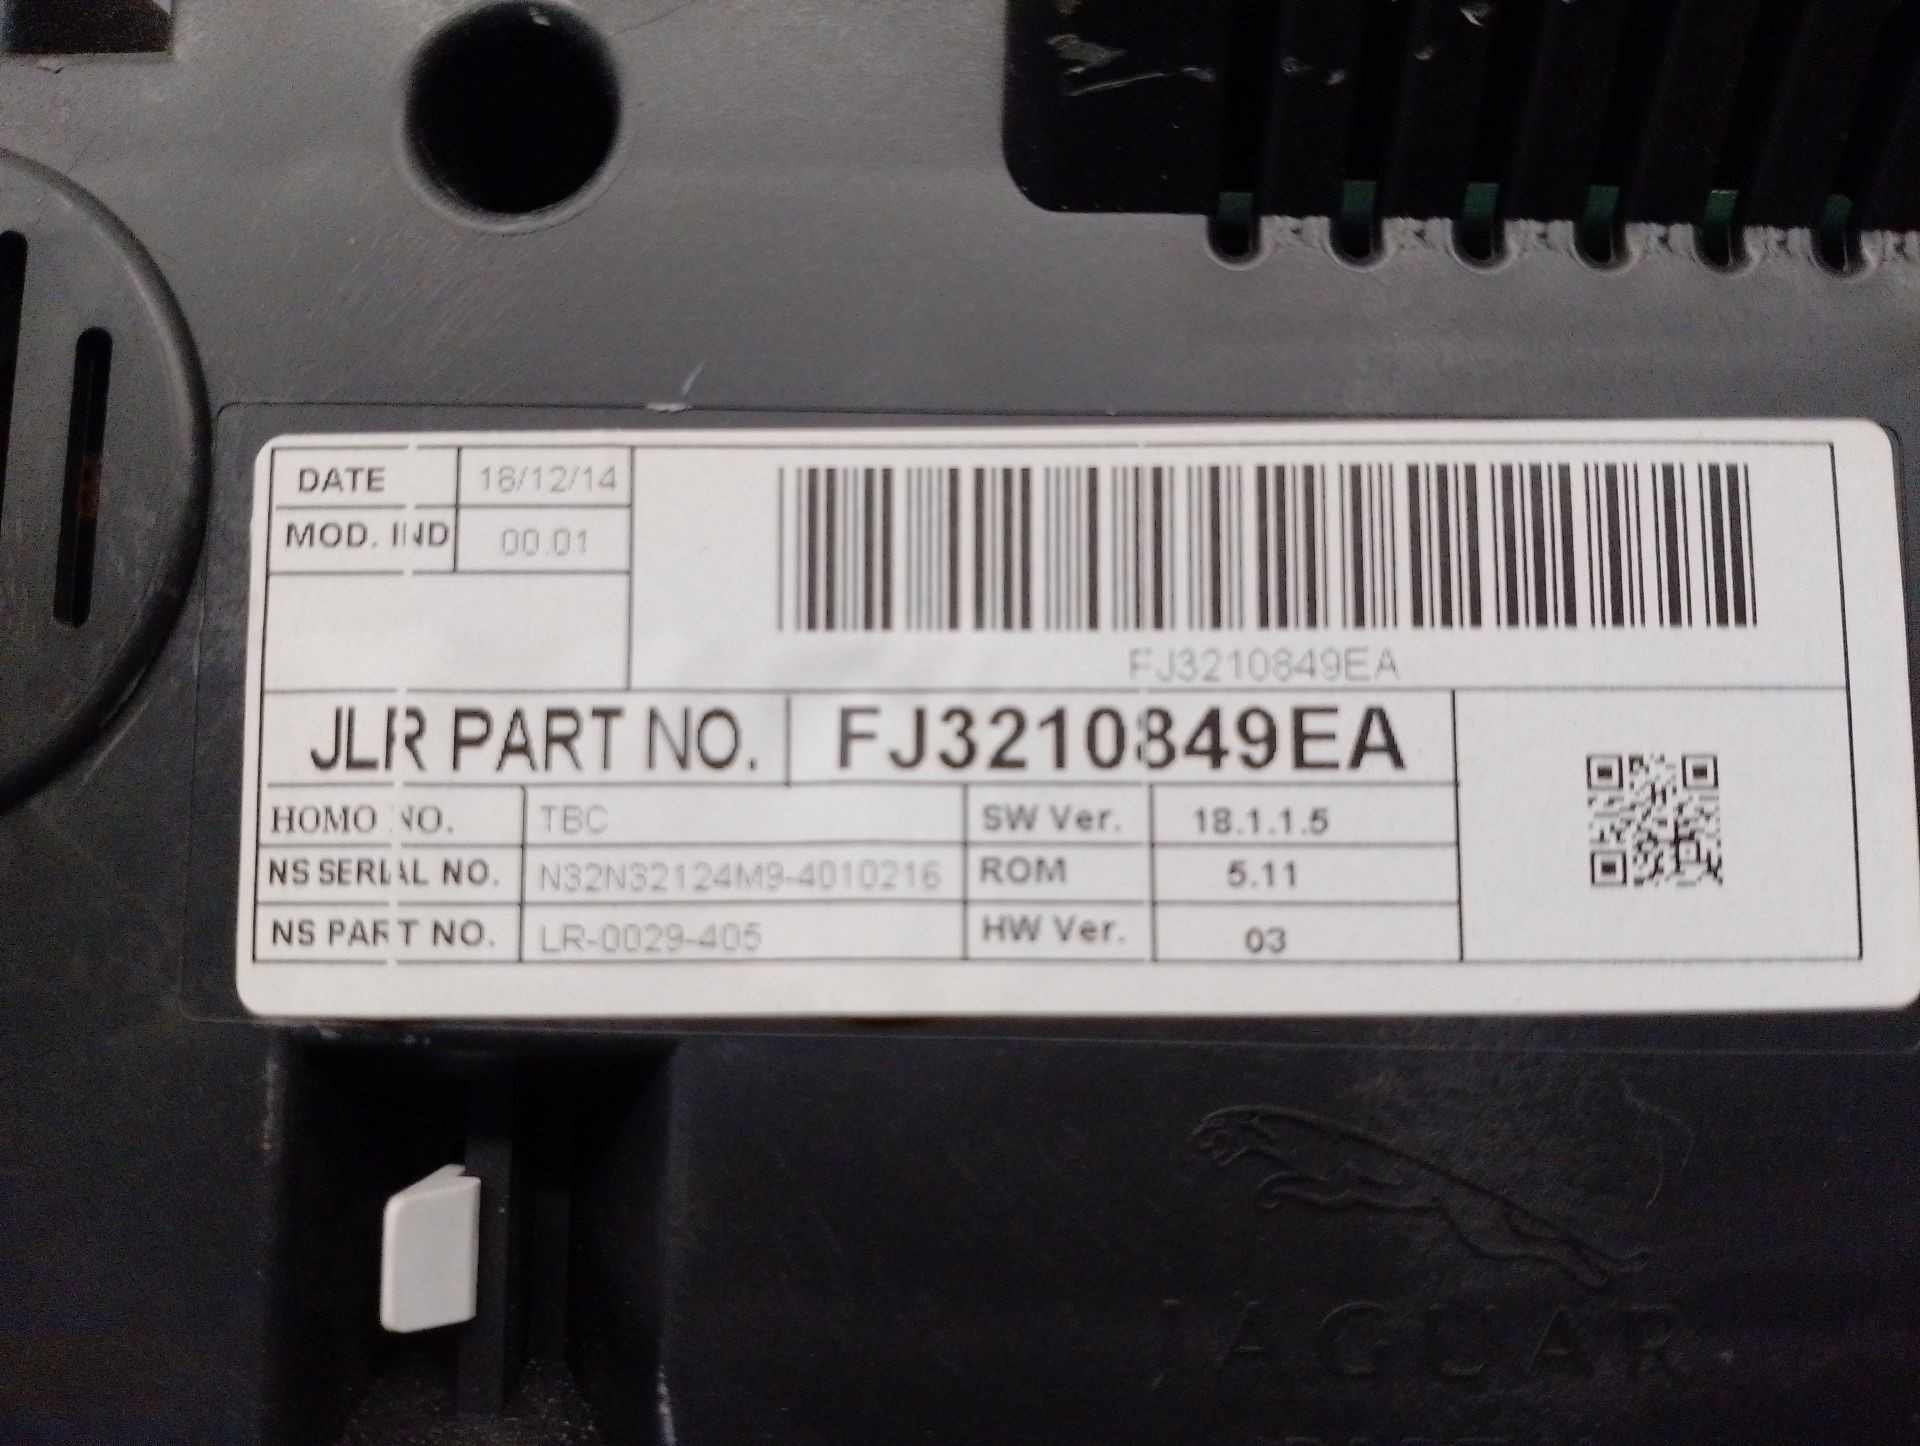 DATE 18/12/14
MOD. IND 00.01
FJ3210849EA
JLR PART NO. FJ3210849EA
HOMO NO. TBC SW Ver. 18.1.1.5
NS SERIAL NO. N32N32124M9-4010216 ROM 5.11
NS PART NO. LR-0029-405 HW Ver. 03
JAGUAR